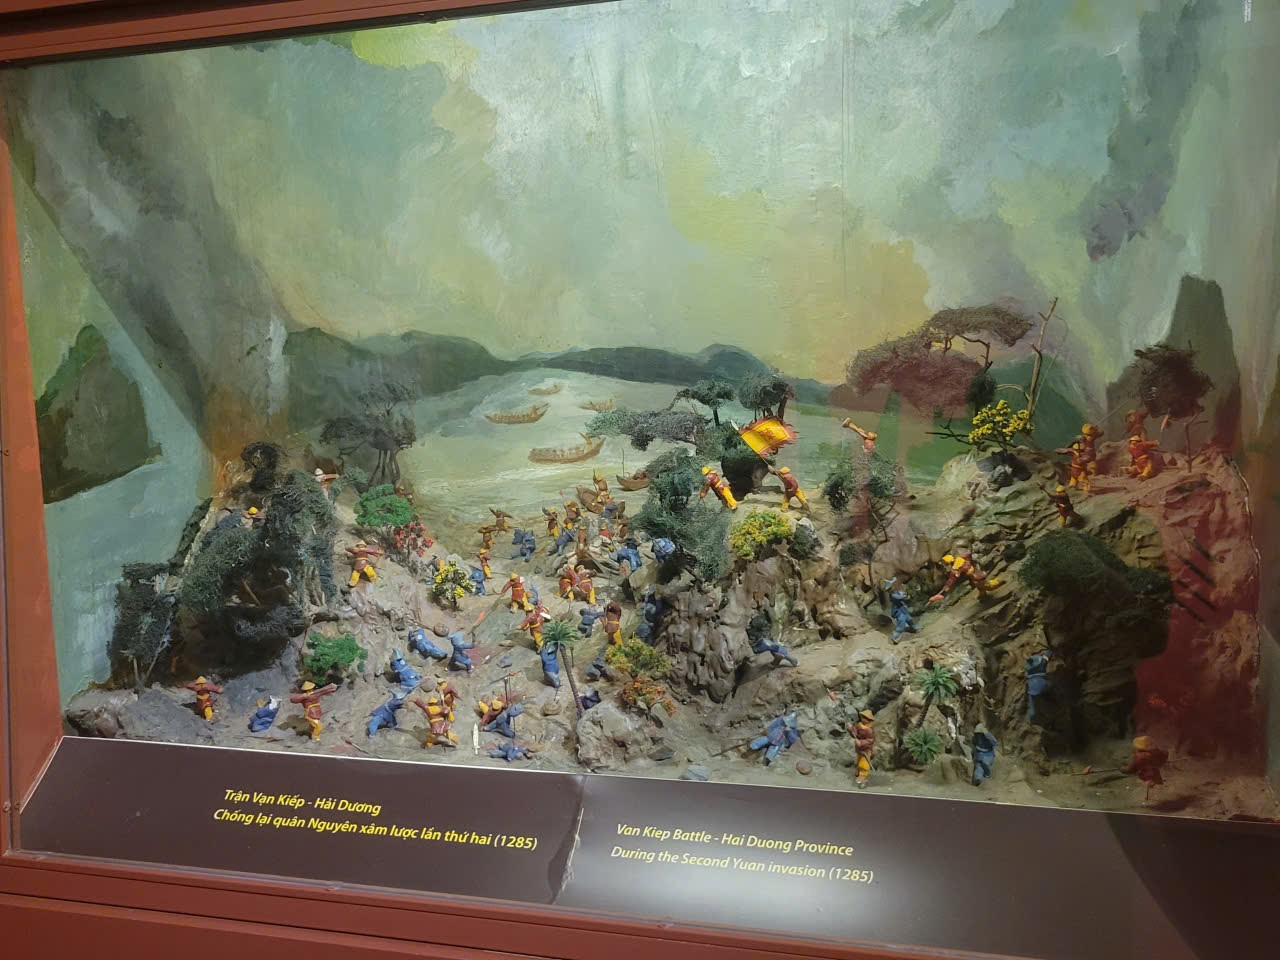 Trận Vạn Kiếp - Hải Dương
Chống lại quân Nguyên xâm lược lần thứ hai (1285)
Van Kiep Battle - Hai Duong Province
During the Second Yuan invasion (1285)